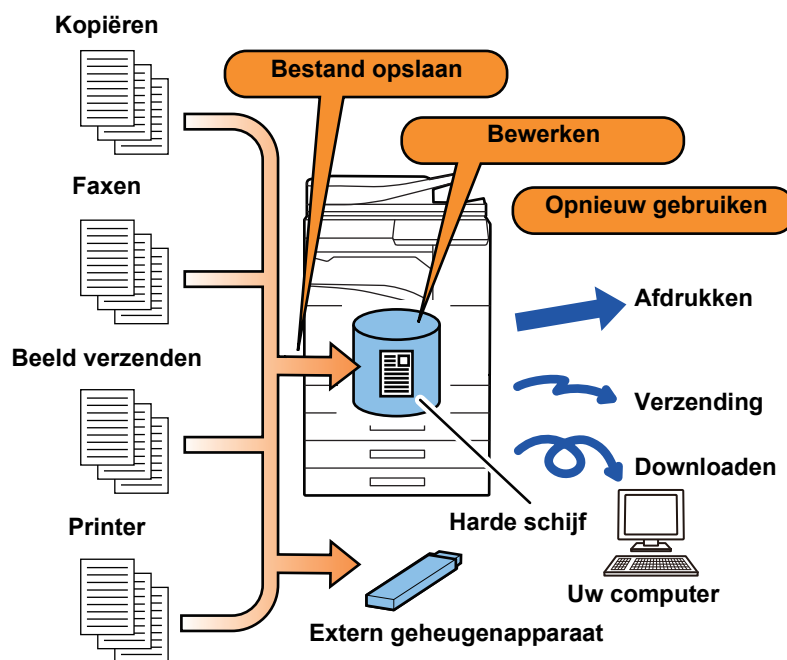 Kopiëren
Bestand opslaan
Bewerken
Faxen
Opnieuw gebruiken
Afdrukken
Beeld verzenden
Verzending
Downloaden
Printer
Harde schijf
Uw computer
Extern geheugenapparaat